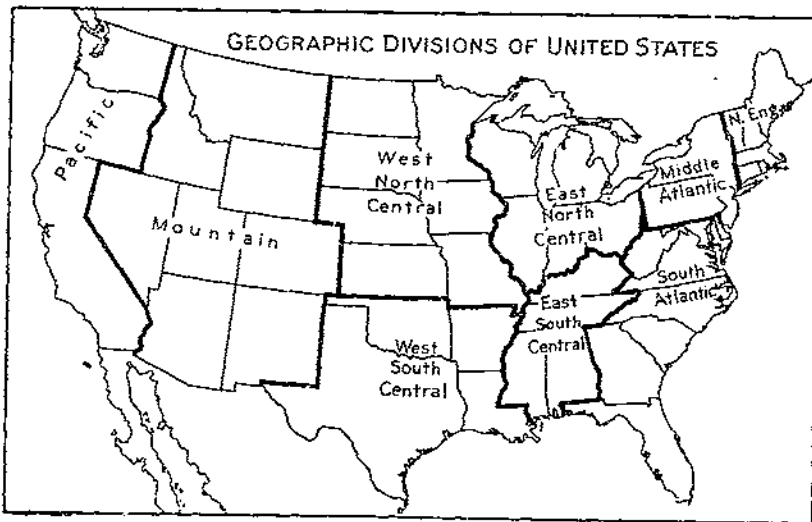 GEOGRAPHIC DIVISIONS OF UNITED STATES
Pacific
Mountain
West
North
Central
East
North
Central
Middle
Atlantic
N. Eng.
South
Atlantic
East
South
Central
West
South
Central